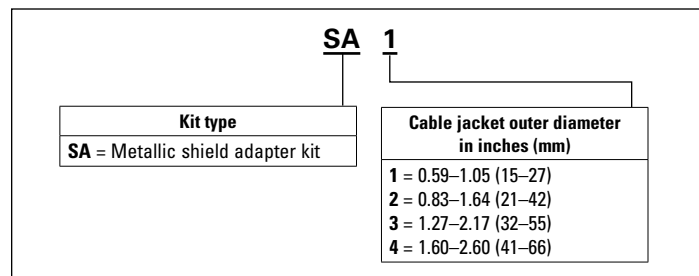 SA 1
Kit type
SA = Metallic shield adapter kit
Cable jacket outer diameter
in inches (mm)
1 = 0.59–1.05 (15–27)
2 = 0.83–1.64 (21–42)
3 = 1.27–2.17 (32–55)
4 = 1.60–2.60 (41–66)